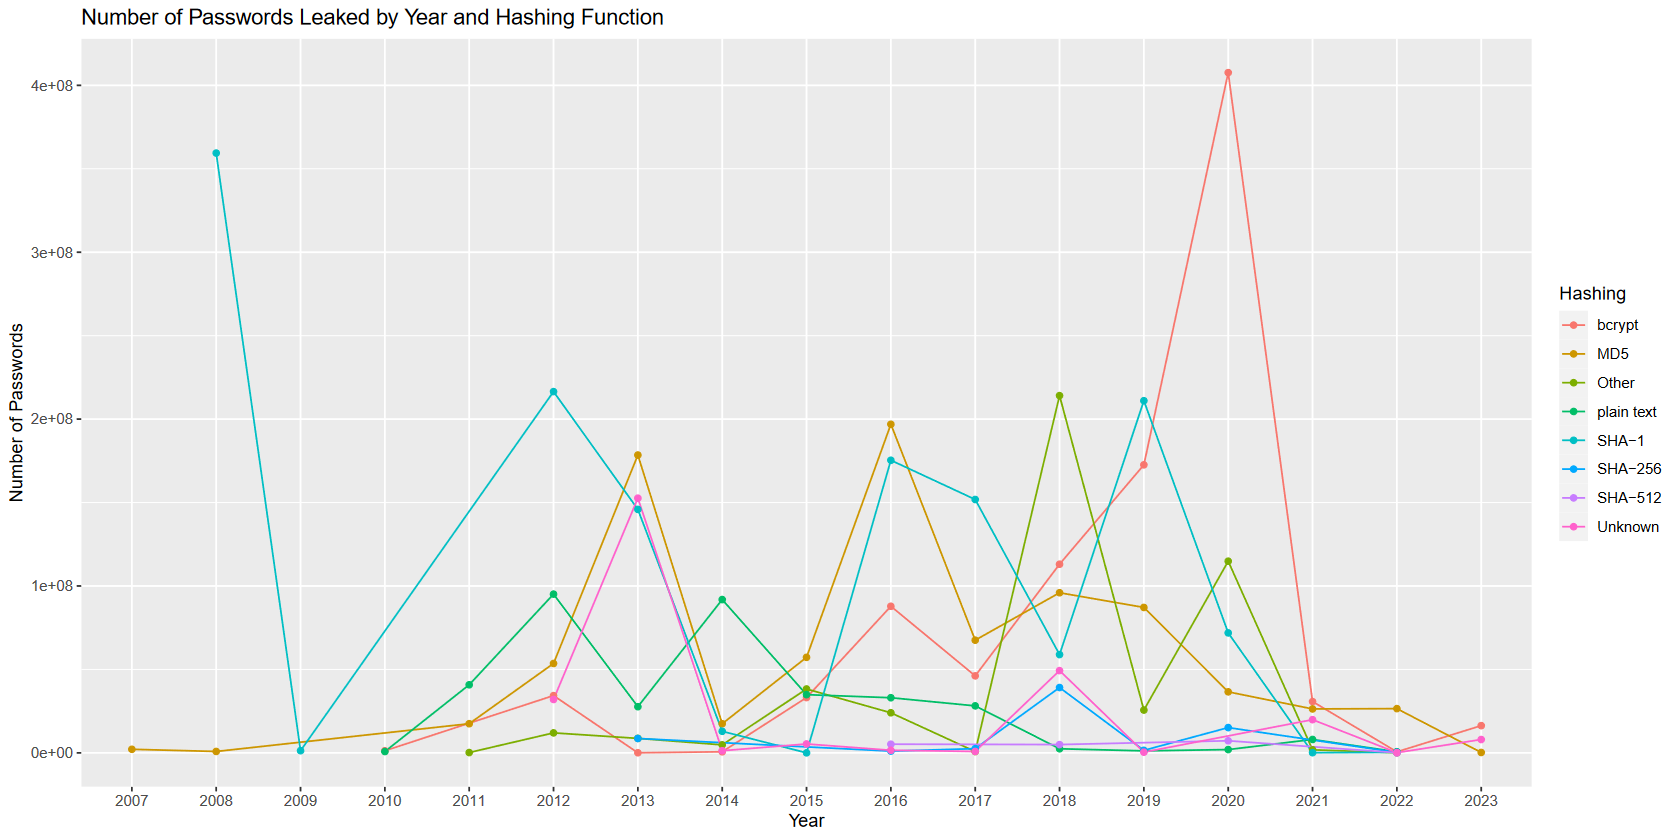 Number of Passwords Leaked by Year and Hashing Function
4e+08
3e+08
2e+08
1e+08
0e+00
Number of Passwords
2007 2008 2009 2010 2011 2012 2013 2014 2015 2016 2017 2018 2019 2020 2021 2022 2023
Year
Hashing
bcrypt
MD5
Other
plain text
SHA−1
SHA−256
SHA−512
Unknown